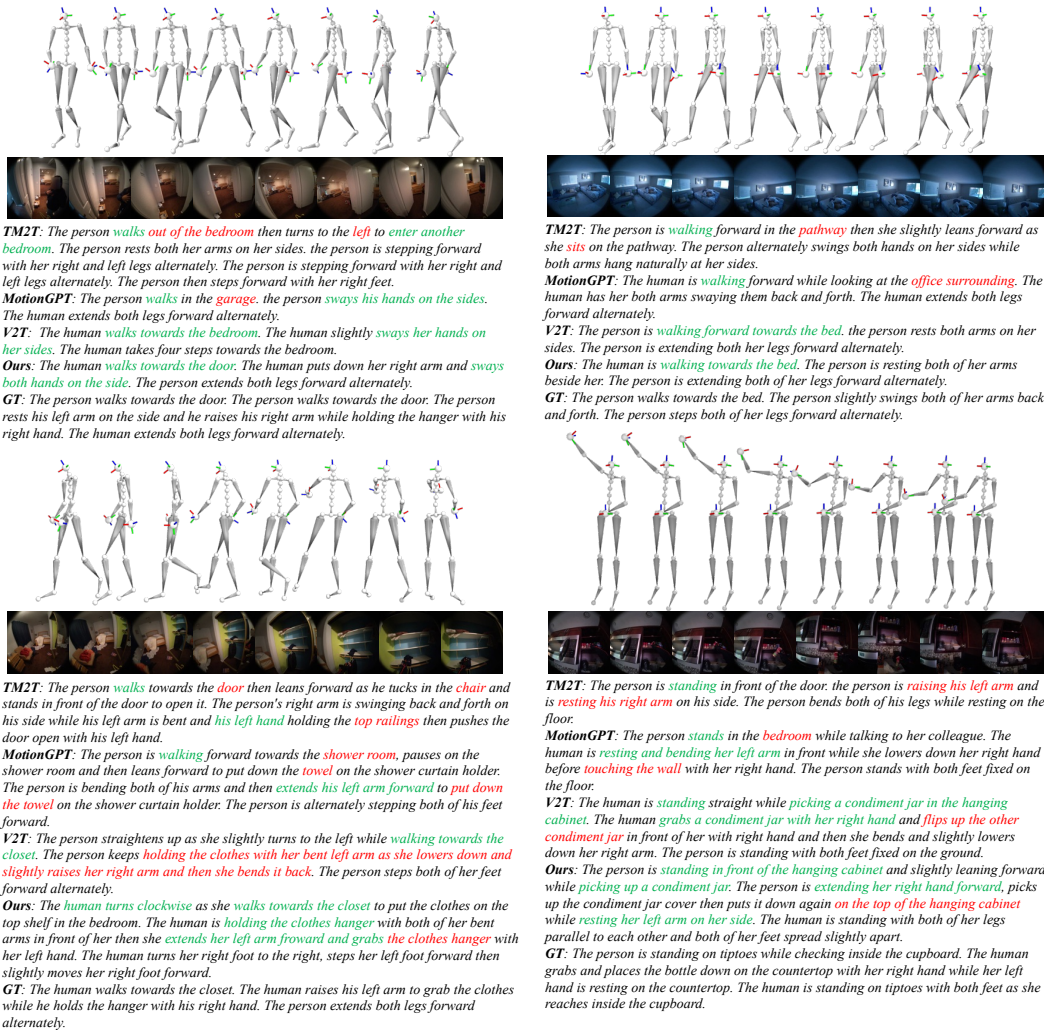 TM2T: The person walks out of the bedroom then turns to the left to enter another
bedroom. The person rests both her arms on her sides. the person is stepping forward
with her right and left legs alternately. The person is stepping forward with her right and
left legs alternately. The person then steps forward with her right feet.
MotionGPT: The person walks in the garage. the person sways his hands on the sides.
The human extends both legs forward alternately.
V2T: The human walks towards the bedroom. The human slightly sways her hands on
her sides. The human takes four steps towards the bedroom.
Ours: The human walks towards the door. The human puts down her right arm and sways
both hands on the side. The person extends both legs forward alternately.
GT: The person walks towards the door. The person walks towards the door. The person
rests his left arm on the side and he raises his right arm while holding the hanger with his
right hand. The human extends both legs forward alternately.
TM2T: The person is walking forward in the pathway then she slightly leans forward as
she sits on the pathway. The person alternately swings both hands on her sides while
both arms hang naturally at her sides.
MotionGPT: The human is walking forward while looking at the office surrounding. The
human has her both arms swaying them back and forth. The human extends both legs
forward alternately.
V2T: The person is walking forward towards the bed. the person rests both arms on her
sides. The person is extending both her legs forward alternately.
Ours: The human is walking towards the bed. The person is resting both of her arms
beside her. The person is extending both of her legs forward alternately.
GT: The person walks towards the bed. The person slightly swings both of her arms back
and forth. The person steps both of her legs forward alternately.
TM2T: The person walks towards the door then leans forward as he tucks in the chair and
stands in front of the door to open it. The person's right arm is swinging back and forth on
his side while his left arm is bent and his left hand holding the top railings then pushes the
door open with his left hand.
MotionGPT: The person is walking forward towards the shower room, pauses on the
shower room and then leans forward to put down the towel on the shower curtain holder.
The person is bending both of his arms and then extends his left arm forward to put down
the towel on the shower curtain holder. The person is alternately stepping both of his feet
forward.
V2T: The person straightens up as she slightly turns to the left while walking towards the
closet. The person keeps holding the clothes with her bent left arm as she lowers down and
slightly raises her right arm and then she bends it back. The person steps both of her feet
forward alternately.
Ours: The human turns clockwise as she walks towards the closet to put the clothes on the
top shelf in the bedroom. The human is holding the clothes hanger with both of her bent
arms in front of her then she extends her left arm froward and grabs the clothes hanger with
her left hand. The human turns her right foot to the right, steps her left foot forward then
slightly moves her right foot forward.
GT: The human walks towards the closet. The human raises his left arm to grab the clothes
while he holds the hanger with his right hand. The person extends both legs forward
alternately.
TM2T: The person is standing in front of the door. the person is raising his left arm and
is resting his right arm on his side. The person bends both of his legs while resting on the
floor.
MotionGPT: The person stands in the bedroom while talking to her colleague. The
human is resting and bending her left arm in front while she lowers down her right hand
before touching the wall with her right hand. The person stands with both feet fixed on
the floor.
V2T: The human is standing straight while picking a condiment jar in the hanging
cabinet. The human grabs a condiment jar with her right hand and flips up the other
condiment jar in front of her with right hand and then she bends and slightly lowers
down her right arm. The person is standing with both feet fixed on the ground.
Ours: The person is standing in front of the hanging cabinet and slightly leaning forward
while picking up a condiment jar. The person is extending her right hand forward, picks
up the condiment jar cover then puts it down again on the top of the hanging cabinet
while resting her left arm on her side. The human is standing with both of her legs
parallel to each other and both of her feet spread slightly apart.
GT: The person is standing on tiptoes while checking inside the cupboard. The human
grabs and places the bottle down on the countertop with her right hand while her left
hand is resting on the countertop. The human is standing on tiptoes with both feet as she
reaches inside the cupboard.